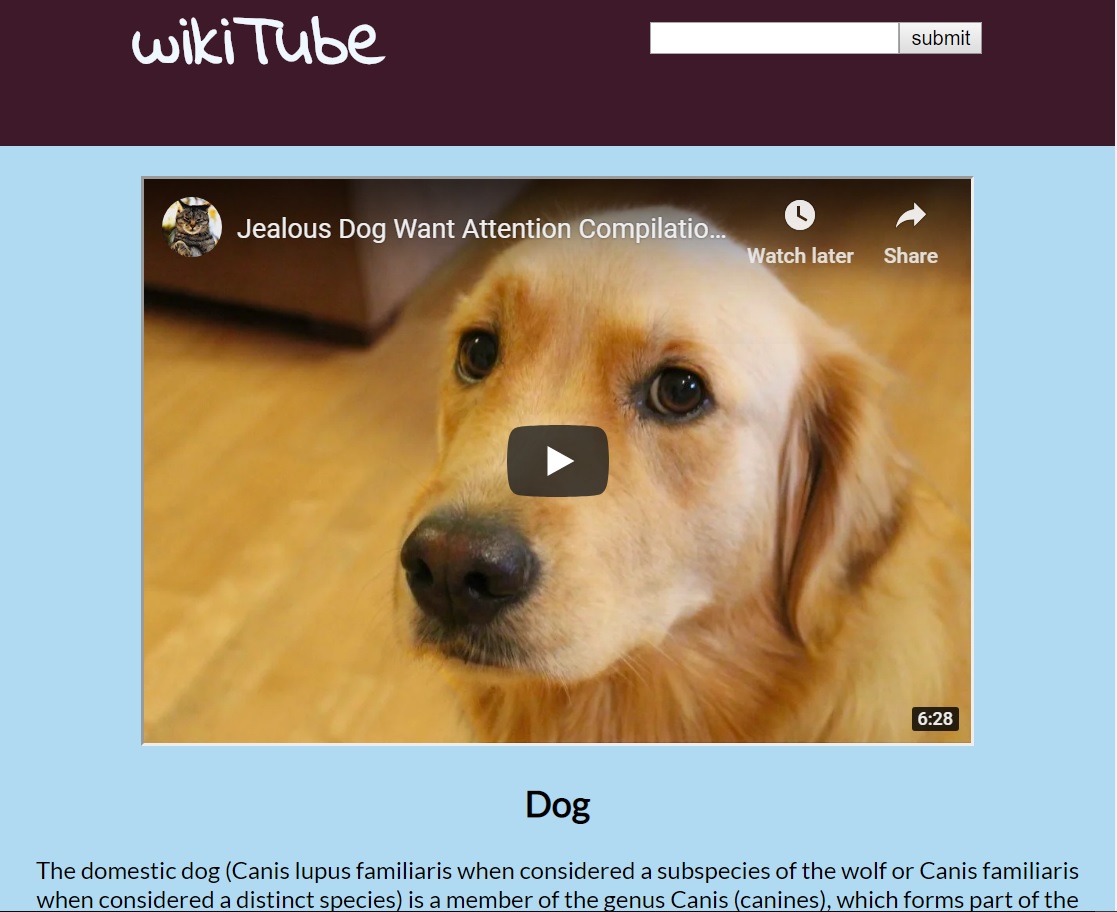 wikiTube
submit
Jealous Dog Want Attention Compilatio...
Watch later
Share
6:28
Dog
The domestic dog (Canis lupus familiaris when considered a subspecies of the wolf or Canis familiaris
when considered a distinct species) is a member of the genus Canis (canines), which forms part of the